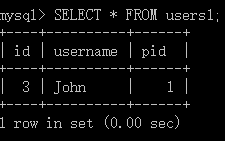 mysql> SELECT * FROM users1;
+----+----------+------+
| id | username | pid  |
+----+----------+------+
|  3 | John     |    1 |
+----+----------+------+
1 row in set (0.00 sec)